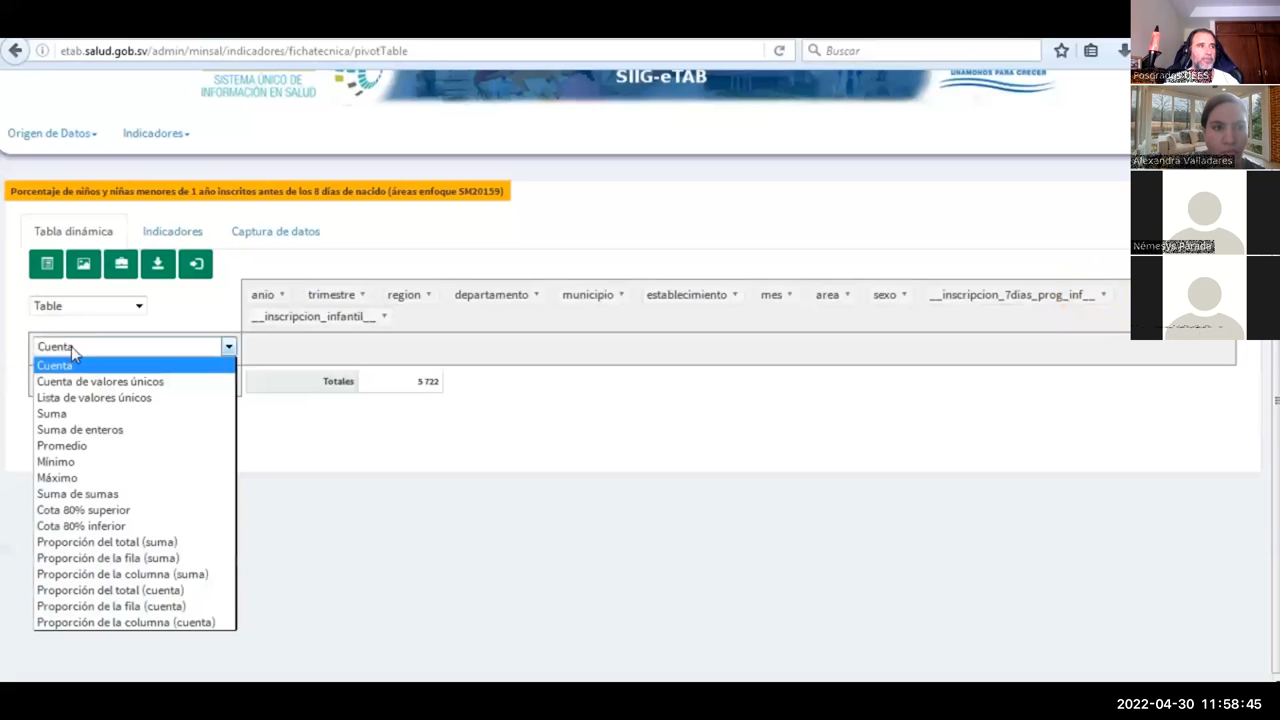 etab.salud.gob.sv/admin/minsal/indicadores/fichatecnica/pivotTable
Buscar
SISTEMA ÚNICO DE
INFORMACIÓN EN SALUD
SIIG-eTAB
UNÁMONOS PARA CRECER
Origen de Datos
Indicadores
Porcentaje de niños y niñas menores de 1 año inscritos antes de los 8 días de nacido (áreas enfoque SM20159)
Tabla dinámica
Indicadores
Captura de datos
Table
anio
trimestre
region
departamento
municipio
establecimiento
mes
area
sexo
__inscripcion_7dias_prog_inf__
__inscripcion_infantil__
Cuenta
Cuenta
Cuenta de valores únicos
Lista de valores únicos
Suma
Suma de enteros
Promedio
Mínimo
Máximo
Suma de sumas
Cota 80% superior
Cota 80% inferior
Proporción del total (suma)
Proporción de la fila (suma)
Proporción de la columna (suma)
Proporción del total (cuenta)
Proporción de la fila (cuenta)
Proporción de la columna (cuenta)
Totales
5 722
Posgrados UEES
Alexandra Valladares
Némesys Parada
2022-04-30 11:58:45